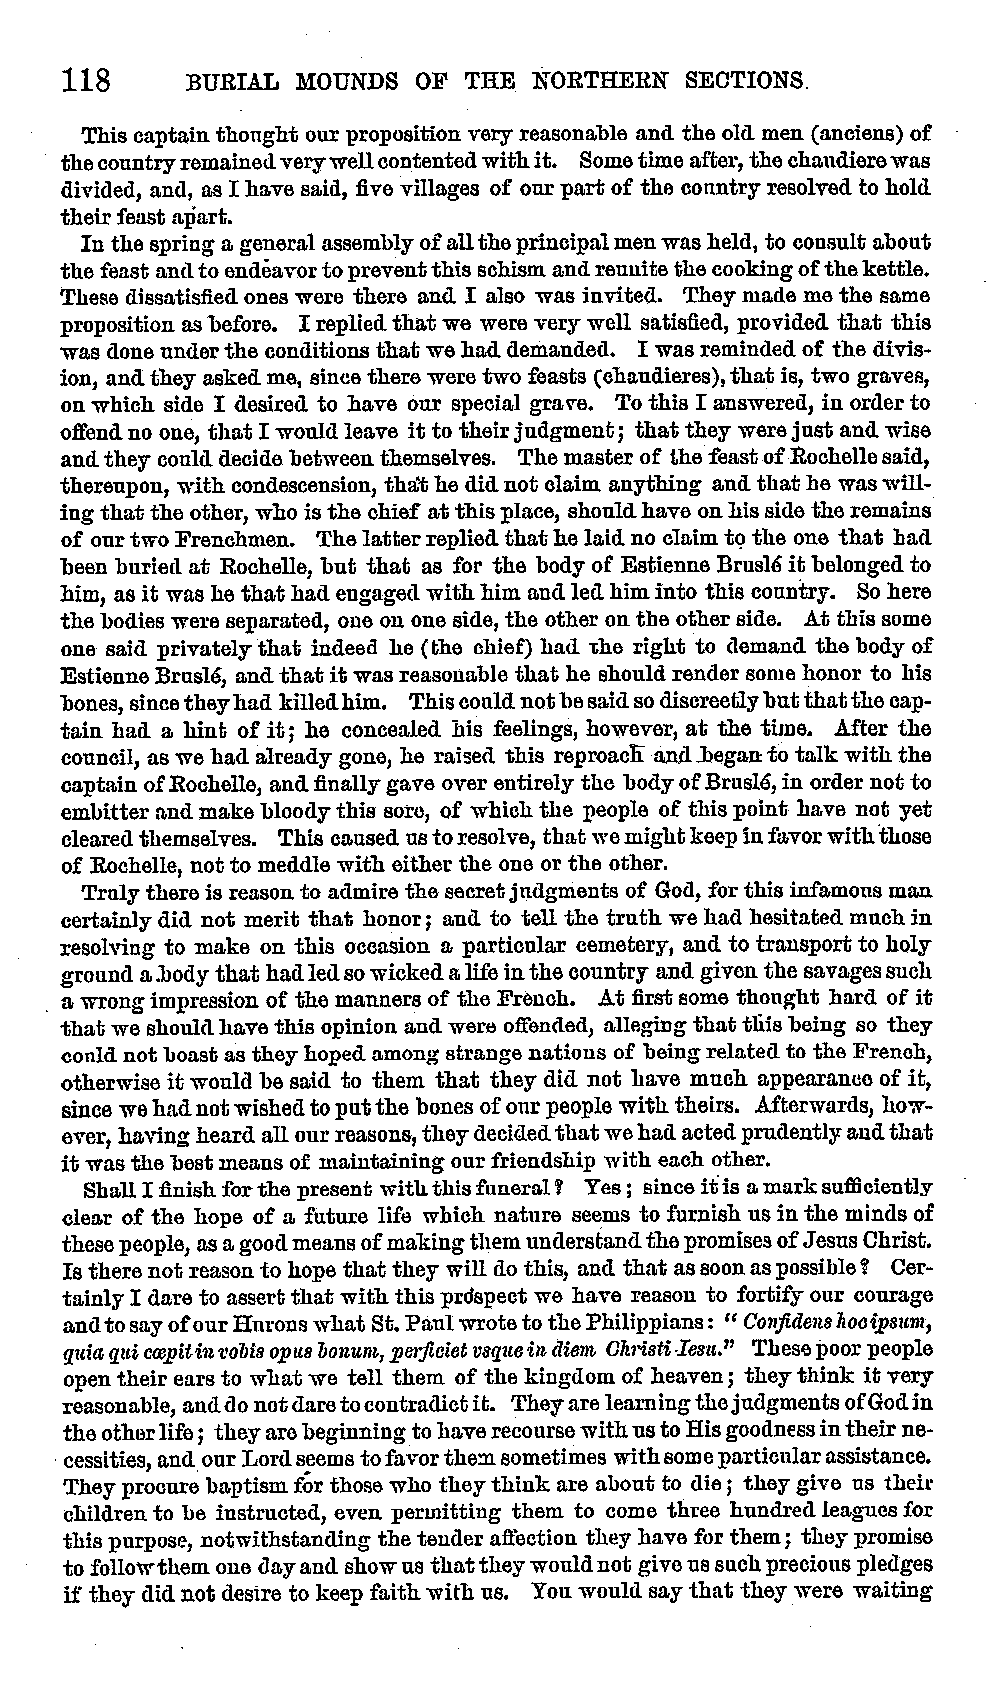 118 BURIAL MOUNDS OF THE NORTHERN SECTIONS.
This captain thought our proposition very reasonable and the old men (anciens) of
the country remained very well contented with it. Some time after, the chaudiere was
divided, and, as I have said, five villages of our part of the country resolved to hold
their feast apart.
In the spring a general assembly of all the principal men was held, to consult about
the feast and to endeavor to prevent this schism and reunite the cooking of the kettle.
These dissatisfied ones were there and I also was invited. They made me the same
proposition as before. I replied that we were very well satisfied, provided that this
was done under the conditions that we had demanded. I was reminded of the divis-
ion, and they asked me, since there were two feasts (chaudieres), that is, two graves,
on which side I desired to have our special grave. To this I answered, in order to
offend no one, that I would leave it to their judgment; that they were just and wise
and they could decide between themselves. The master of the feast of Rochelle said,
thereupon, with condescension, that he did not claim anything and that he was will-
ing that the other, who is the chief at this place, should have on his side the remains
of our two Frenchmen. The latter replied that he laid no claim to the one that had
been buried at Rochelle, but that as for the body of Estienne Bruslé it belonged to
him, as it was he that had engaged with him and led him into this country. So here
the bodies were separated, one on one side, the other on the other side. At this some
one said privately that indeed he (the chief) had the right to demand the body of
Estienne Bruslé, and that it was reasonable that he should render some honor to his
bones, since they had killed him. This could not be said so discreetly but that the cap-
tain had a hint of it; he concealed his feelings, however, at the time. After the
council, as we had already gone, he raised this reproach and began to talk with the
captain of Rochelle, and finally gave over entirely the body of Bruslé, in order not to
embitter and make bloody this sore, of which the people of this point have not yet
cleared themselves. This caused us to resolve, that we might keep in favor with those
of Rochelle, not to meddle with either the one or the other.
Truly there is reason to admire the secret judgments of God, for this infamous man
certainly did not merit that honor; and to tell the truth we had hesitated much in
resolving to make on this occasion a particular cemetery, and to transport to holy
ground a body that had led so wicked a life in the country and given the savages such
a wrong impression of the manners of the French. At first some thought hard of it
that we should have this opinion and were offended, alleging that this being so they
could not boast as they hoped among strange nations of being related to the French,
otherwise it would be said to them that they did not have much appearance of it,
since we had not wished to put the bones of our people with theirs. Afterwards, how-
ever, having heard all our reasons, they decided that we had acted prudently and that
it was the best means of maintaining our friendship with each other.
Shall I finish for the present with this funeral? Yes; since it is a mark sufficiently
clear of the hope of a future life which nature seems to furnish us in the minds of
these people, as a good means of making them understand the promises of Jesus Christ.
Is there not reason to hope that they will do this, and that as soon as possible? Cer-
tainly I dare to assert that with this prospect we have reason to fortify our courage
and to say of our Hurons what St. Paul wrote to the Philippians: "Confidens hoc ipsum,
quia qui cœpit in vobis opus bonum, perficiet vsque in diem Christi Iesu." These poor people
open their ears to what we tell them of the kingdom of heaven; they think it very
reasonable, and do not dare to contradict it. They are learning the judgments of God in
the other life; they are beginning to have recourse with us to His goodness in their ne-
cessities, and our Lord seems to favor them sometimes with some particular assistance.
They procure baptism for those who they think are about to die; they give us their
children to be instructed, even permitting them to come three hundred leagues for
this purpose, notwithstanding the tender affection they have for them; they promise
to follow them one day and show us that they would not give us such precious pledges
if they did not desire to keep faith with us. You would say that they were waiting